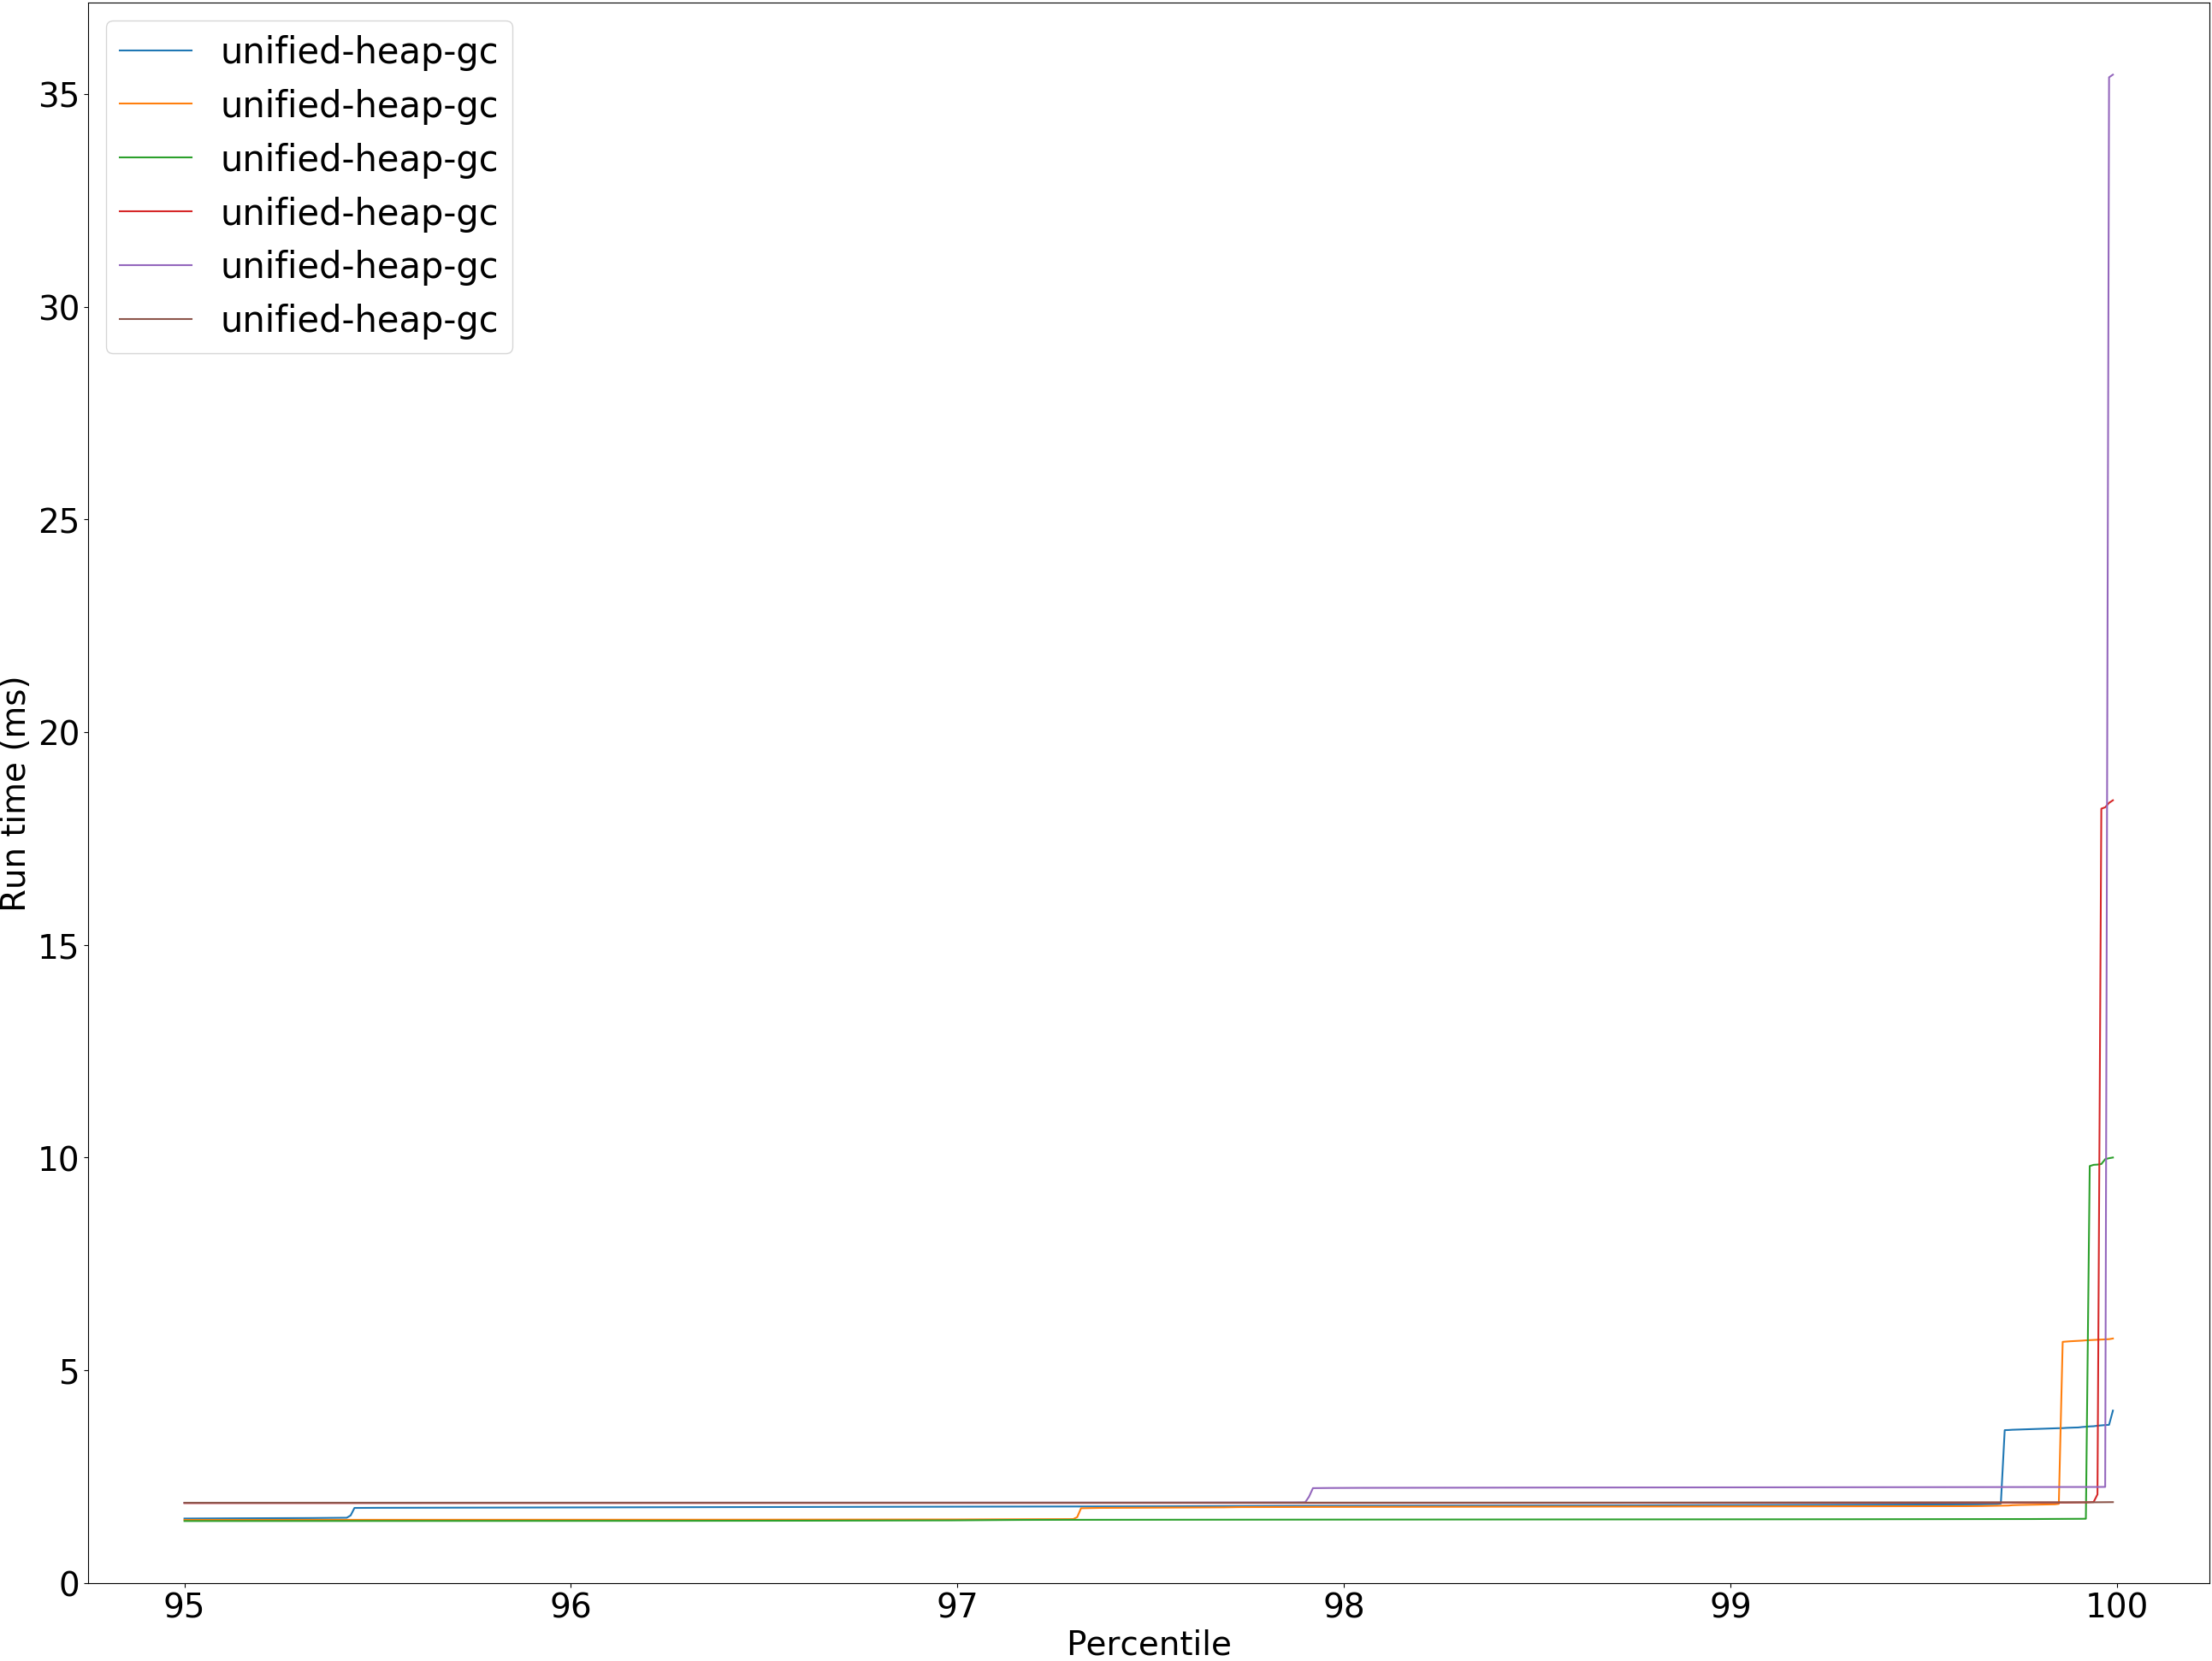 unified-heap-gc
unified-heap-gc
unified-heap-gc
unified-heap-gc
unified-heap-gc
unified-heap-gc
35
30
25
20
15
10
5
0
Run time (ms)
95 96 97 98 99 100
Percentile